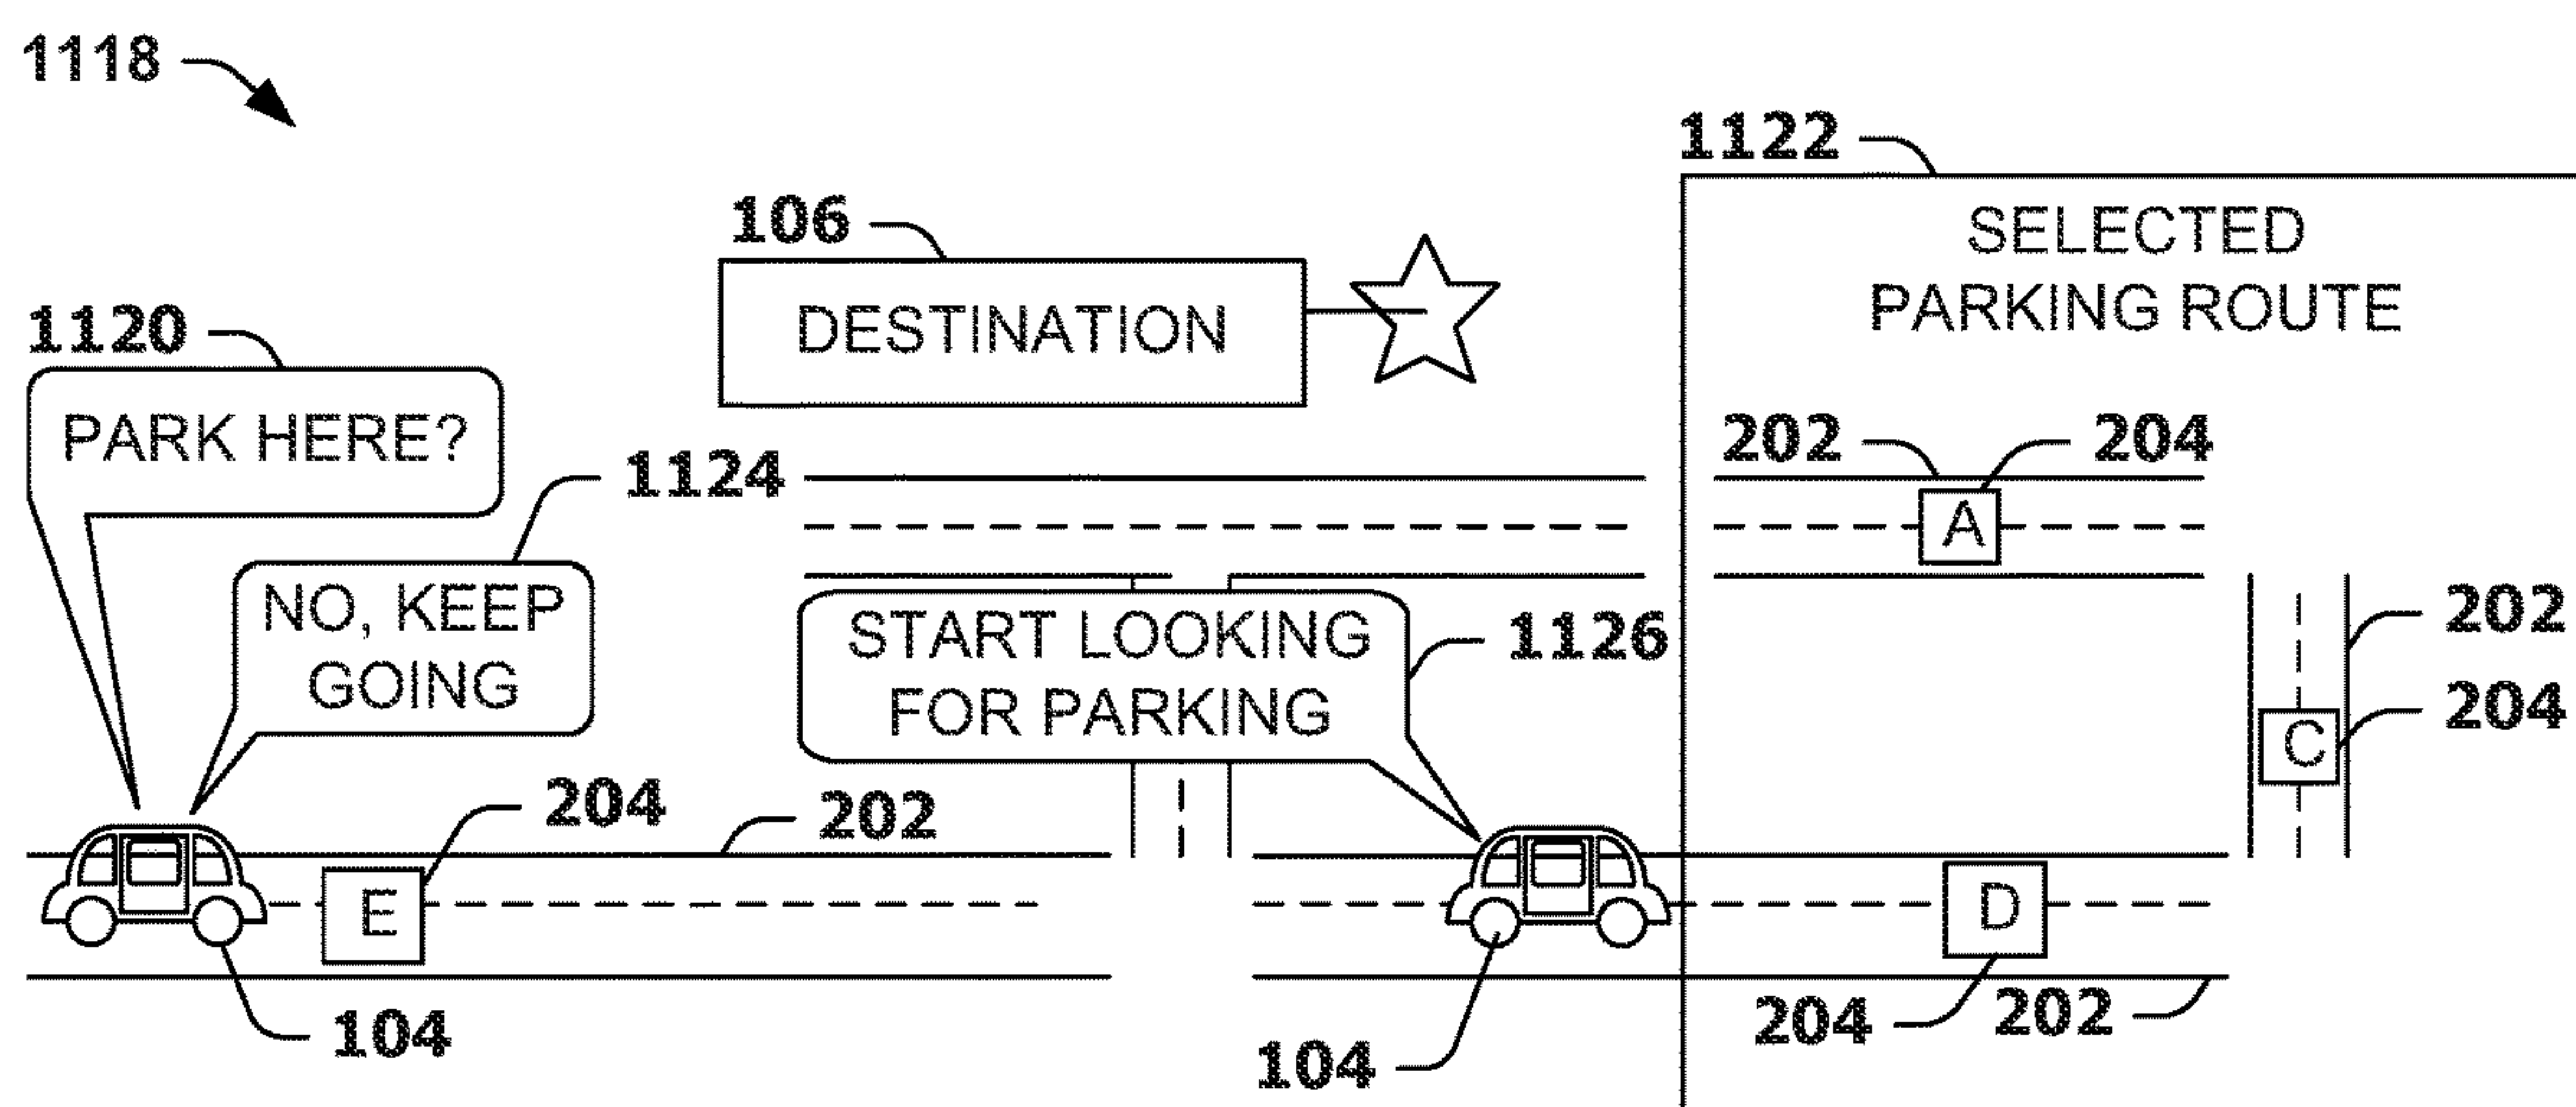 1118
1122
106
SELECTED
PARKING ROUTE
DESTINATION
1120
PARK HERE?
1124
202
204
A
NO, KEEP
GOING
START LOOKING
FOR PARKING
1126
202
204
C
204
202
E
D
104
104
204
202